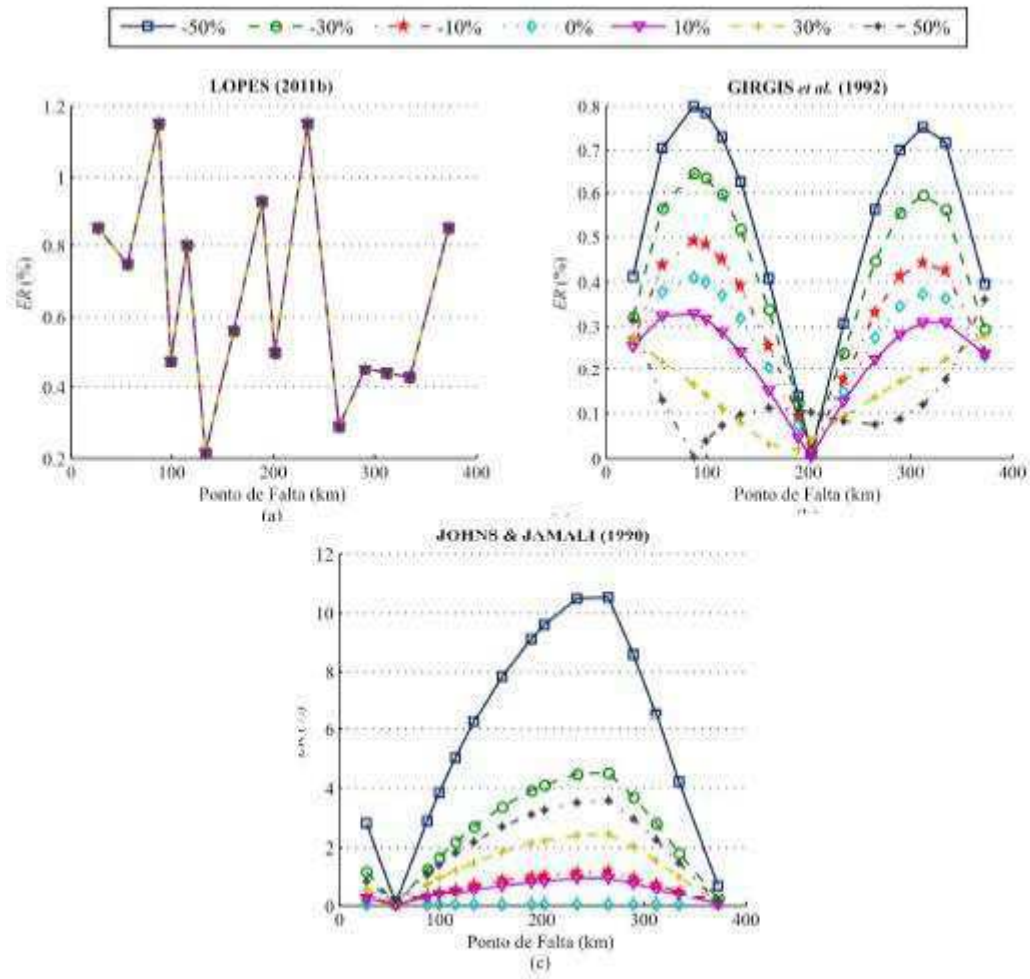 -50% -30% -10% 0% 10% 30% 50%
LOPES (2011b)
1.2
1
0.8
0.6
0.4
0.2
ER (%)
0 100 200 300 400
Ponto de Falta (km)
(a)
GIRGIS et al. (1992)
0.8
0.7
0.6
0.5
0.4
0.3
0.2
0.1
0
ER (%)
0 100 200 300 400
Ponto de Falta (km)
JOHNS & JAMALI (1990)
12
10
8
6
4
2
0
0 100 200 300 400
Ponto de Falta (km)
(c)